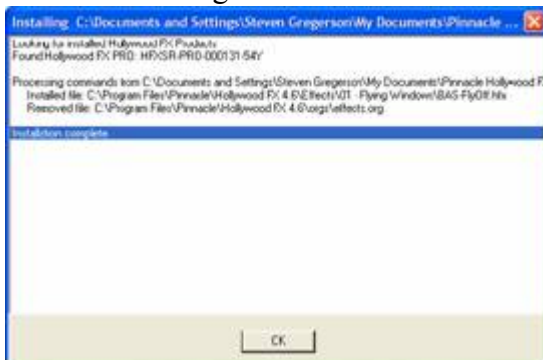 Installing C:\Documents and Settings\Steven Gregerson\My Documents\Pinnacle ...
Looking for installed Hollywood FX Products
Found Hollywood FX PRO: HFXSR-PRO-000131-54Y
Processing commands from C:\Documents and Settings\Steven Gregerson\My Documents\Pinnacle Hollywood F
Installed file: C:\Program Files\Pinnacle\Hollywood FX 4.6\Effects\01 - Flying Windows\BAS-FlyOff.hfx
Removed file: C:\Program Files\Pinnacle\Hollywood FX 4.6\orgs\effects.org
Installation complete
OK